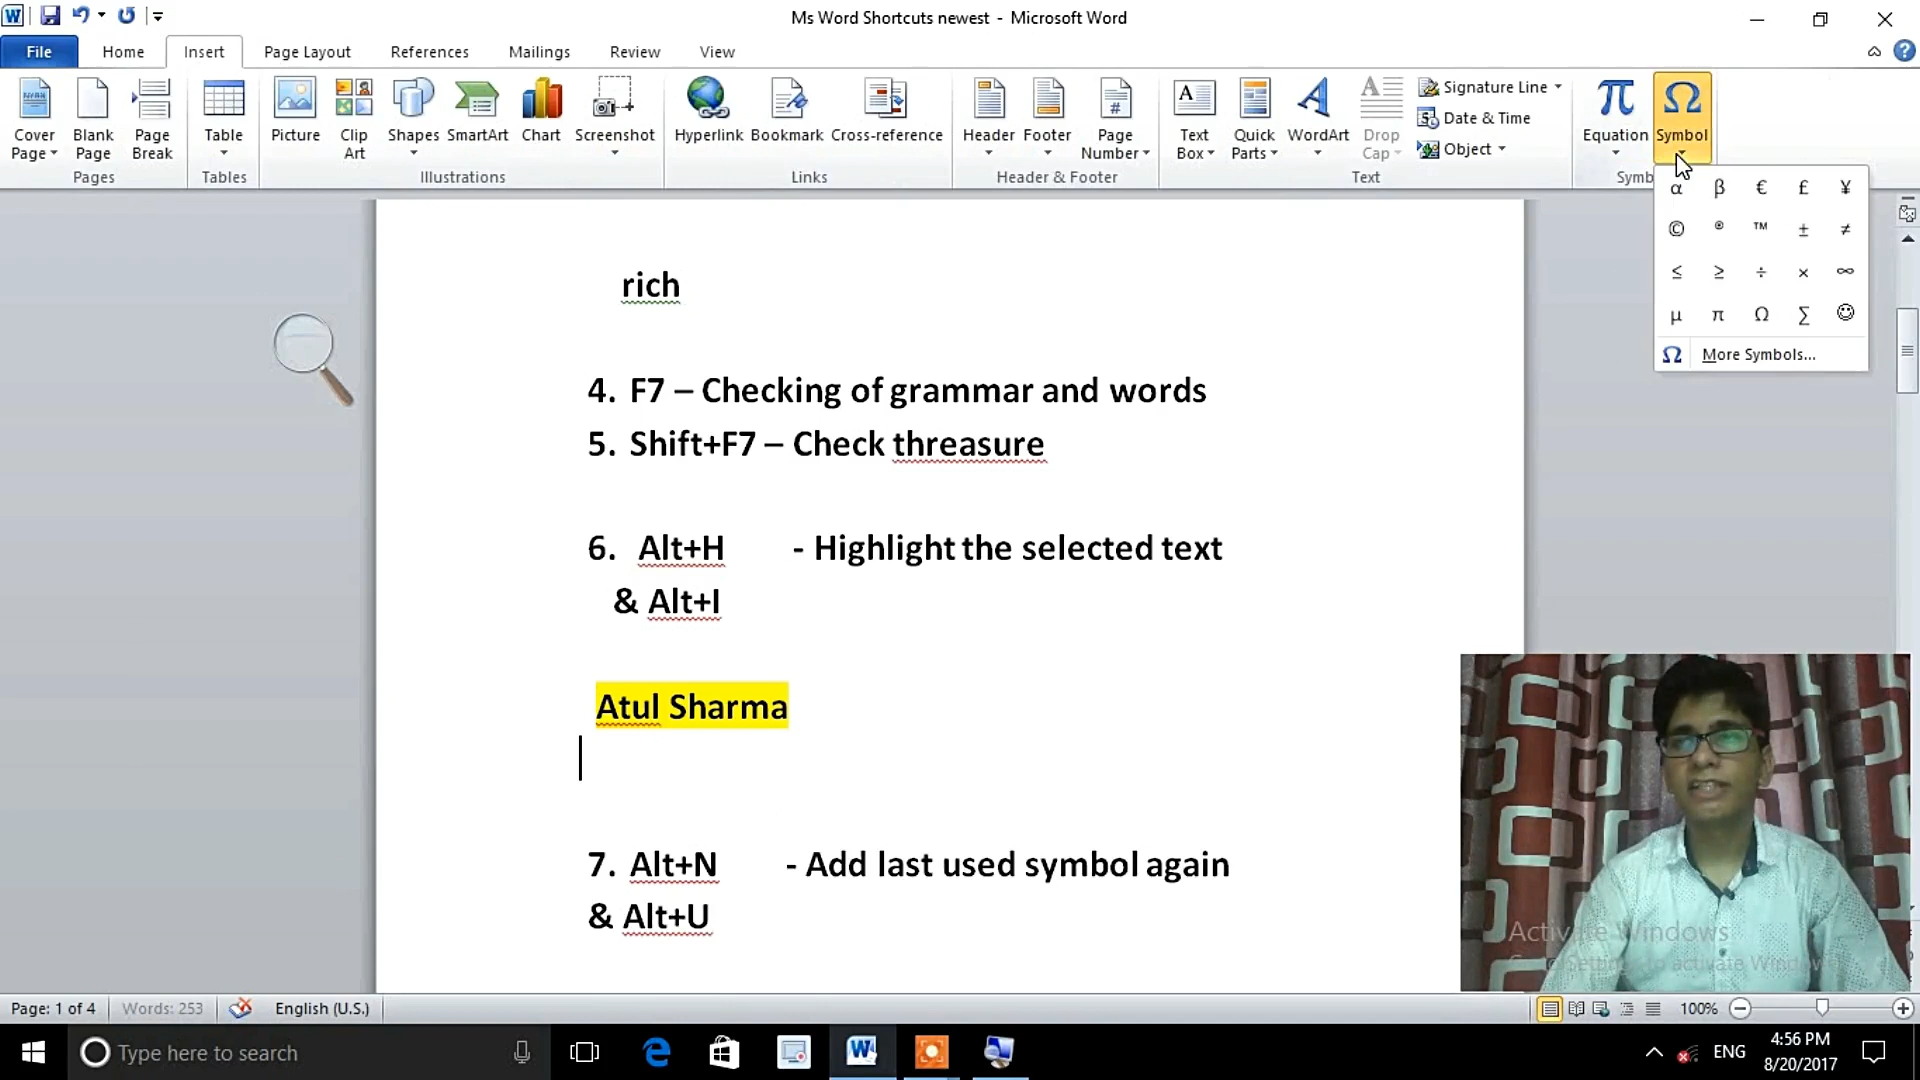 Ms Word Shortcuts newest - Microsoft Word
File Home Insert Page Layout References Mailings Review View
Cover Page
Blank Page
Page Break
Pages
Table
Tables
Picture
Clip Art
Shapes
SmartArt
Chart
Screenshot
Illustrations
Hyperlink
Bookmark
Cross-reference
Links
Header
Footer
Page Number
Header & Footer
Text Box
Quick Parts
WordArt
Drop Cap
Signature Line
Date & Time
Object
Text
Equation
Symbol
Symb
α β € £ ¥
© ® ™ ± ≠
≤ ≥ ÷ × ∞
µ π Ω ∑ ☺
Ω More Symbols...
rich
4. F7 – Checking of grammar and words
5. Shift+F7 – Check threasure
6. Alt+H - Highlight the selected text
& Alt+I
Atul Sharma
7. Alt+N - Add last used symbol again
& Alt+U
Activate Windows
Page: 1 of 4 Words: 253 English (U.S.) 100%
Type here to search
ENG
4:56 PM
8/20/2017